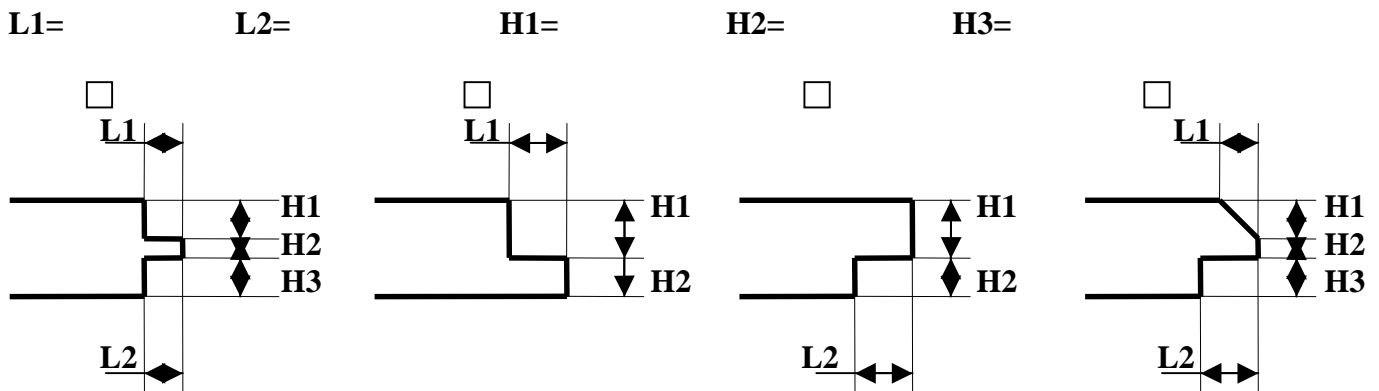 L1= L2= H1= H2= H3=
L1 L1 L1
H1 H1 H1 H1
H2 H2
H3 H2 H2 H3
L2 L2 L2